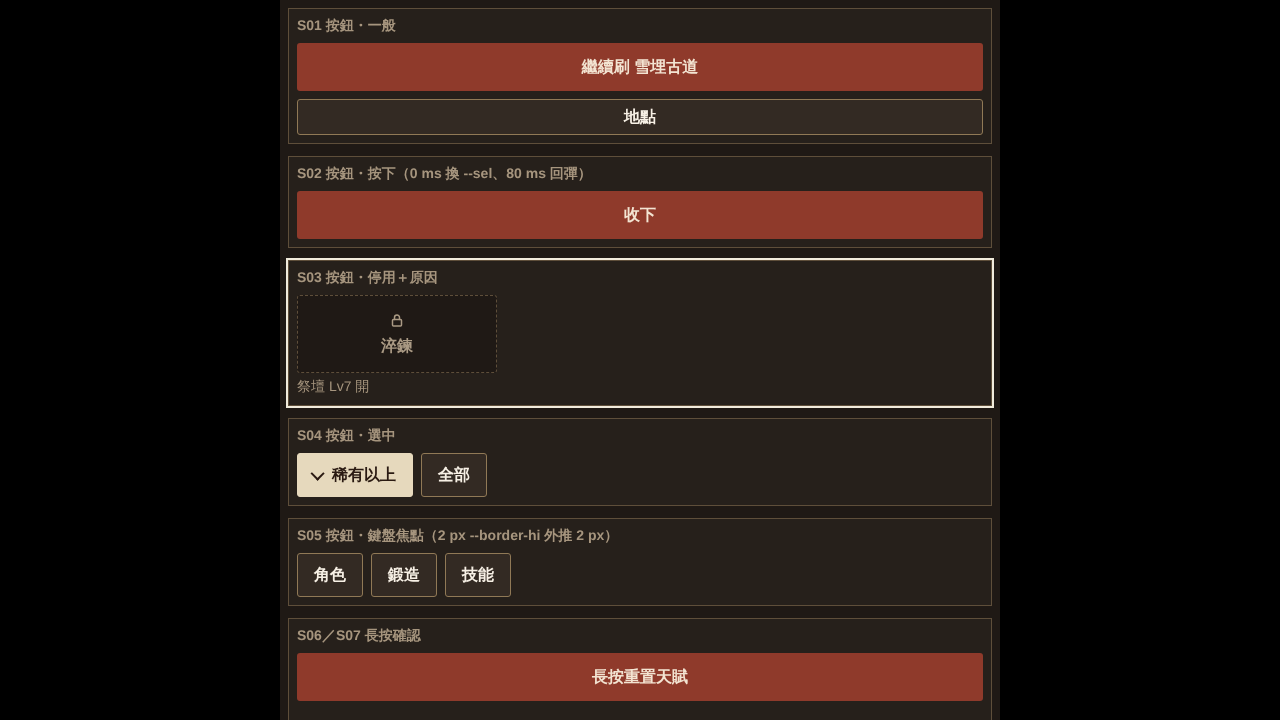 S01 按鈕・一般
繼續刷 雪埋古道
地點
S02 按鈕・按下（0 ms 換 --sel、80 ms 回彈）
收下
S03 按鈕・停用＋原因
淬鍊
祭壇 Lv7 開
S04 按鈕・選中
稀有以上
全部
S05 按鈕・鍵盤焦點（2 px --border-hi 外推 2 px）
角色
鍛造
技能
S06／S07 長按確認
長按重置天賦